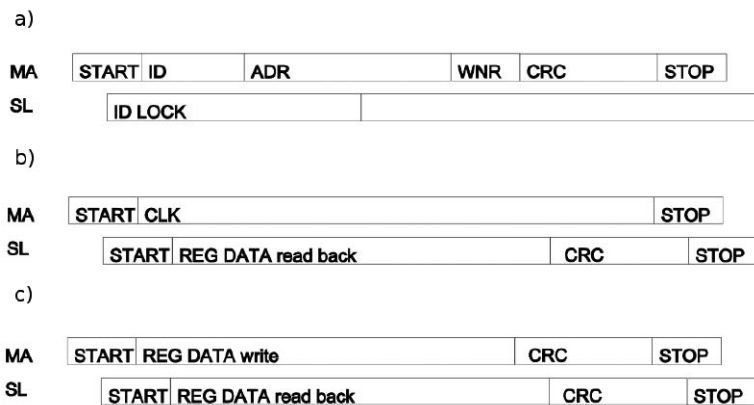 a)
MA START ID ADR WNR CRC STOP
SL ID LOCK
b)
MA START CLK STOP
SL START REG DATA read back CRC STOP
c)
MA START REG DATA write CRC STOP
SL START REG DATA read back CRC STOP